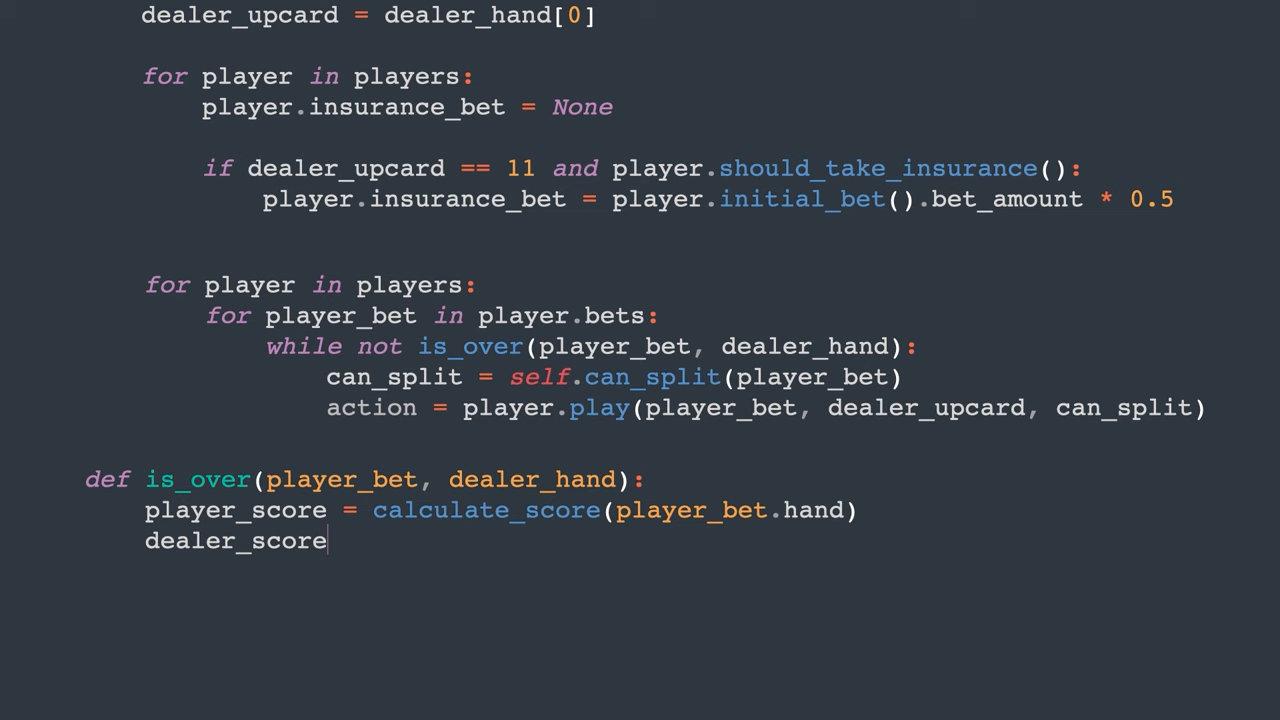 dealer_upcard = dealer_hand[0]
for player in players:
player.insurance_bet = None
if dealer_upcard == 11 and player.should_take_insurance():
player.insurance_bet = player.initial_bet().bet_amount * 0.5
for player in players:
for player_bet in player.bets:
while not is_over(player_bet, dealer_hand):
can_split = self.can_split(player_bet)
action = player.play(player_bet, dealer_upcard, can_split)
def is_over(player_bet, dealer_hand):
player_score = calculate_score(player_bet.hand)
dealer_score